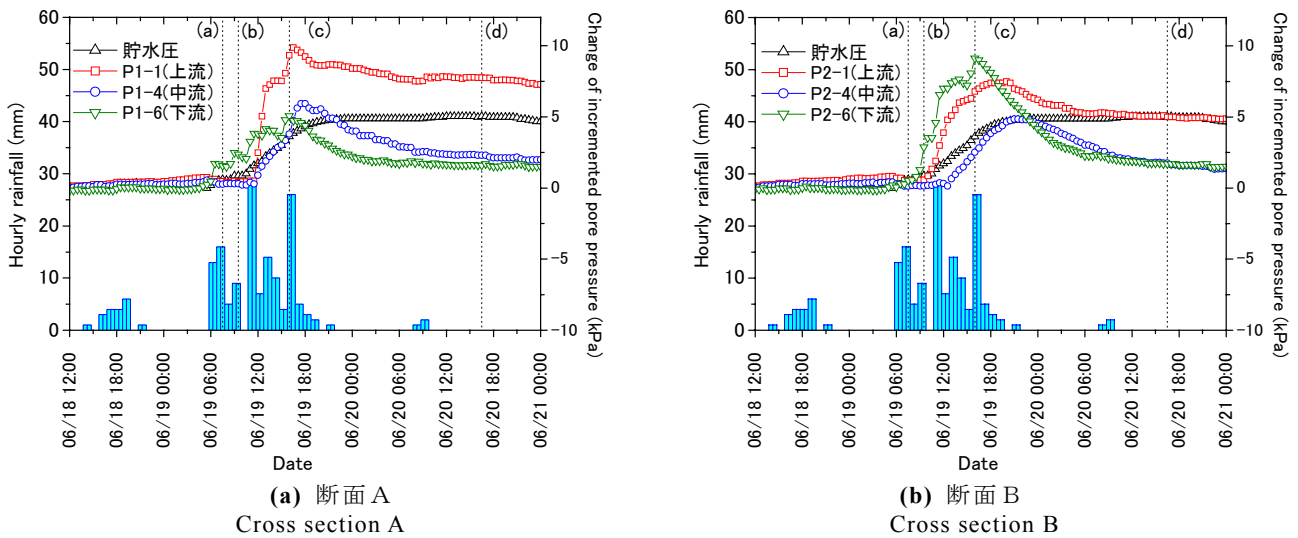 60
50
40
30
20
10
0
Hourly rainfall (mm)
(a)
(b)
(c)
(d)
貯水圧
P1-1(上流)
P1-4(中流)
P1-6(下流)
10
5
0
−5
−10
Change of incremented pore pressure (kPa)
06/18 12:00
06/18 18:00
06/19 00:00
06/19 06:00
06/19 12:00
06/19 18:00
06/20 00:00
06/20 06:00
06/20 12:00
06/20 18:00
06/21 00:00
Date
(a) 断面A
Cross section A
60
50
40
30
20
10
0
Hourly rainfall (mm)
(a)
(b)
(c)
(d)
貯水圧
P2-1(上流)
P2-4(中流)
P2-6(下流)
10
5
0
−5
−10
Change of incremented pore pressure (kPa)
06/18 12:00
06/18 18:00
06/19 00:00
06/19 06:00
06/19 12:00
06/19 18:00
06/20 00:00
06/20 06:00
06/20 12:00
06/20 18:00
06/21 00:00
Date
(b) 断面B
Cross section B